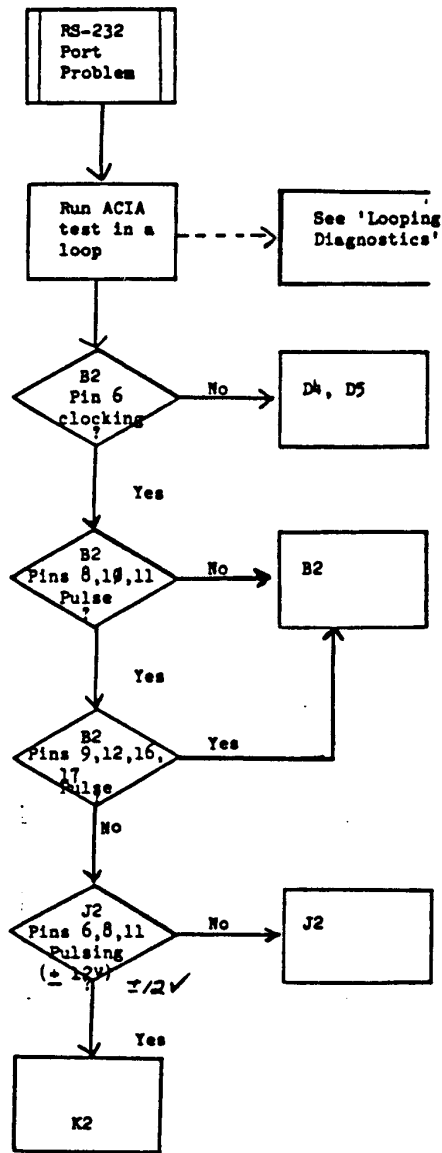 RS-232
Port
Problem
Run ACIA
test in a
loop
See 'Looping
Diagnostics'
B2
Pin 6
clocking
?
No
D4, D5
Yes
B2
Pins 8,10,11
Pulse
?
No
B2
Yes
B2
Pins 9,12,16,
17
Pulse
Yes
No
J2
Pins 6,8,11
Pulsing
(± 12V)
?
±12✓
No
J2
Yes
K2